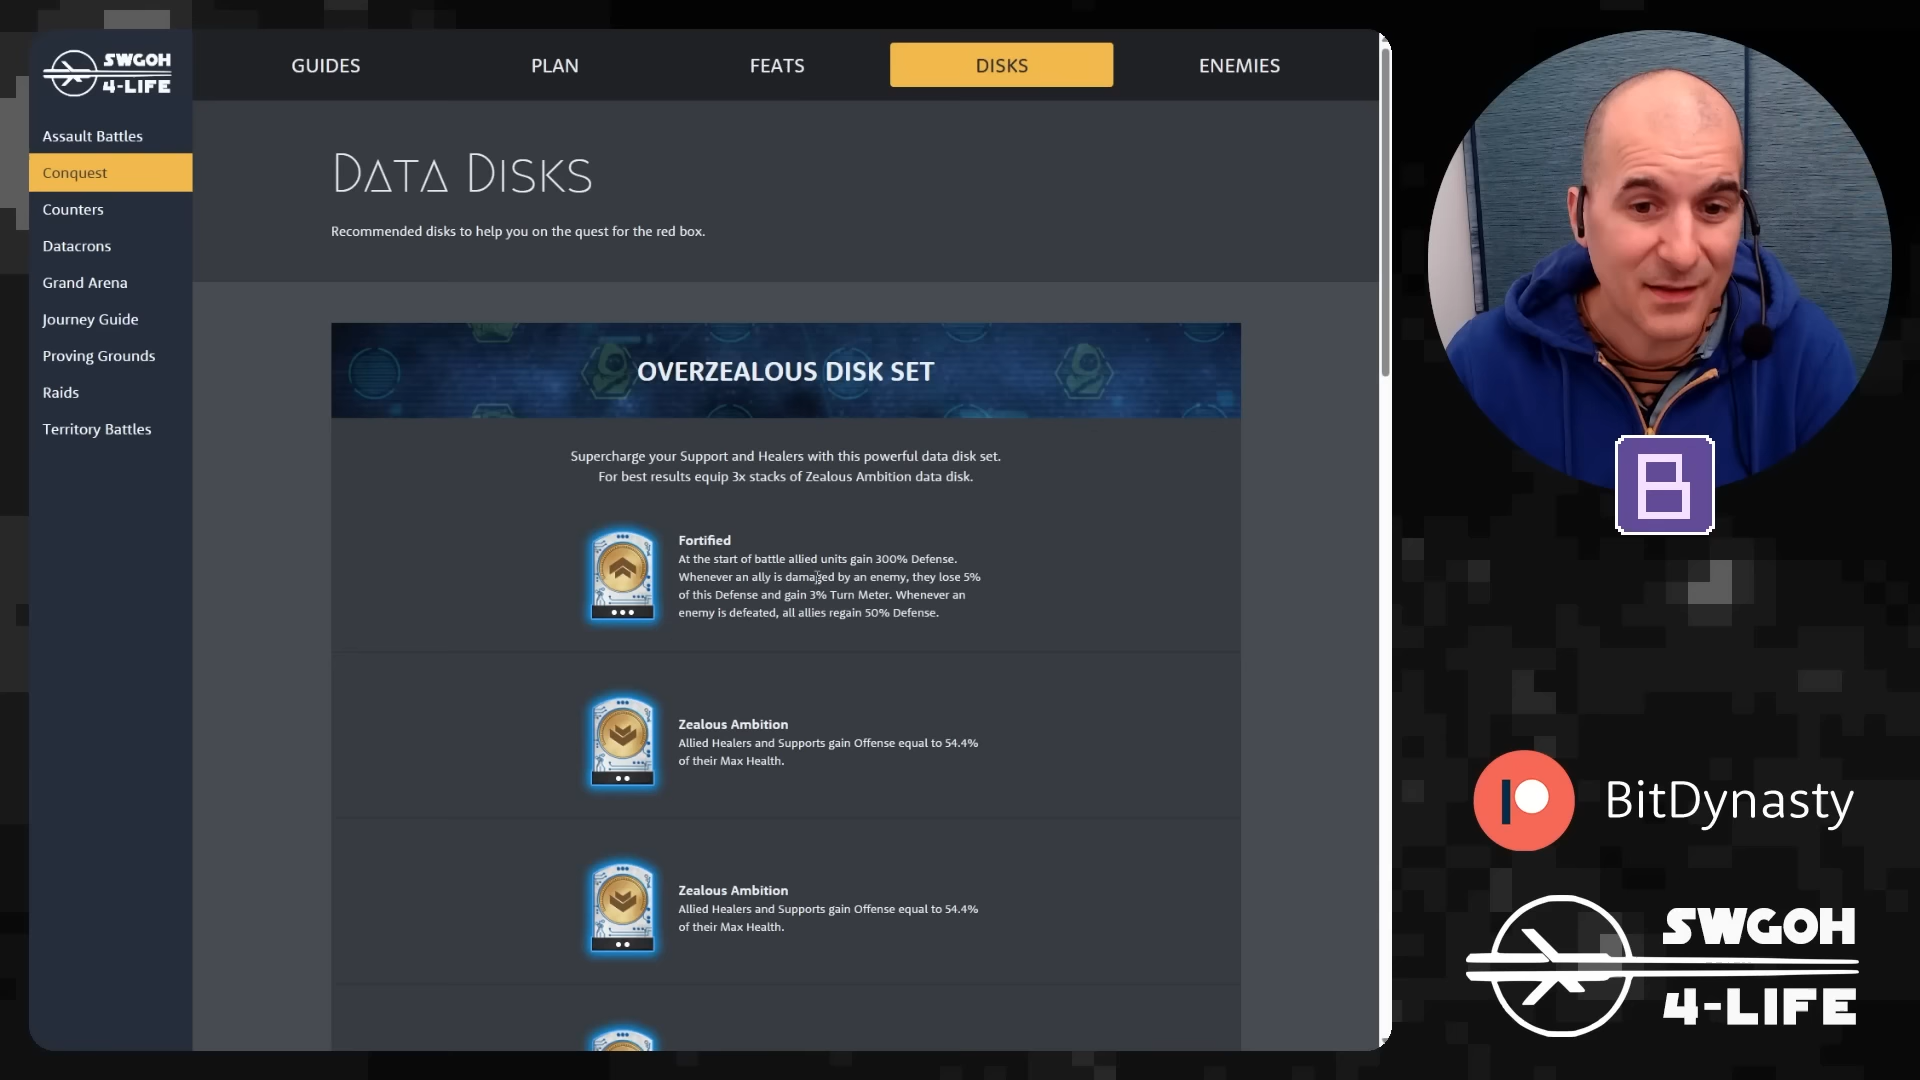 SWGOH
4-LIFE
GUIDES
PLAN
FEATS
DISKS
ENEMIES
Assault Battles
Conquest
Counters
Datacrons
Grand Arena
Journey Guide
Proving Grounds
Raids
Territory Battles
DATA DISKS
Recommended disks to help you on the quest for the red box.
OVERZEALOUS DISK SET
Supercharge your Support and Healers with this powerful data disk set.
For best results equip 3x stacks of Zealous Ambition data disk.
Fortified
At the start of battle allied units gain 300% Defense.
Whenever an ally is damaged by an enemy, they lose 5%
of this Defense and gain 3% Turn Meter. Whenever an
enemy is defeated, all allies regain 50% Defense.
Zealous Ambition
Allied Healers and Supports gain Offense equal to 54.4%
of their Max Health.
Zealous Ambition
Allied Healers and Supports gain Offense equal to 54.4%
of their Max Health.
B
BitDynasty
SWGOH
4-LIFE